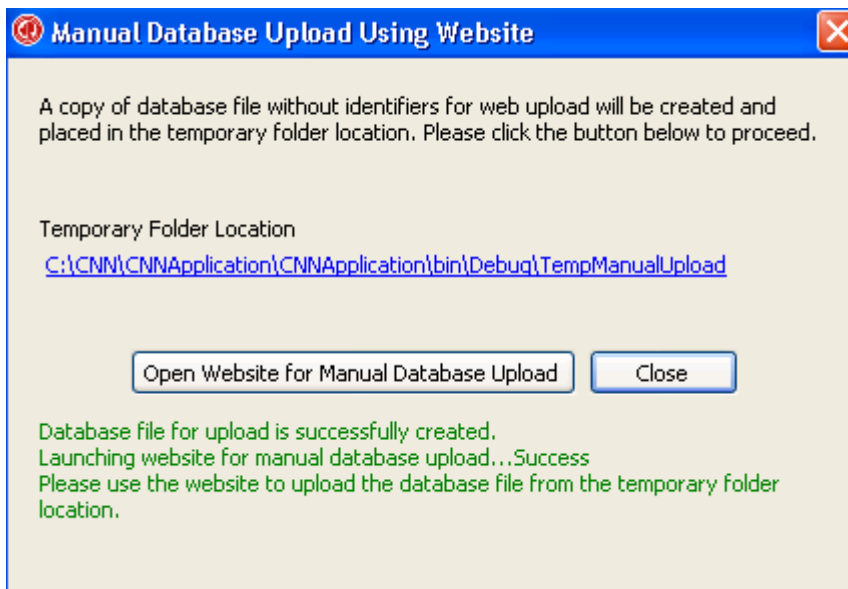 Manual Database Upload Using Website
A copy of database file without identifiers for web upload will be created and
placed in the temporary folder location. Please click the button below to proceed.
Temporary Folder Location
C:\CNN\CNNApplication\CNNApplication\bin\Debug\TempManualUpload
Open Website for Manual Database Upload
Close
Database file for upload is successfully created.
Launching website for manual database upload...Success
Please use the website to upload the database file from the temporary folder
location.